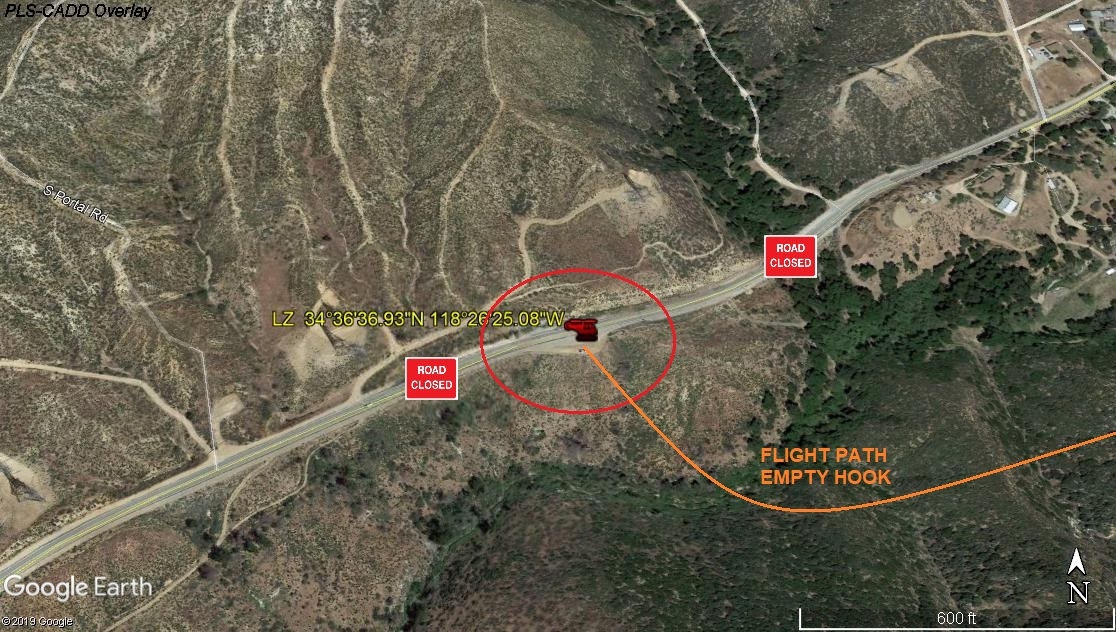 PLS-CADD Overlay
S Portal Rd
ROAD
CLOSED
LZ 34°36'36.93"N 118°26'25.08"W
ROAD
CLOSED
FLIGHT PATH
EMPTY HOOK
Google Earth
©2019 Google
N
600 ft